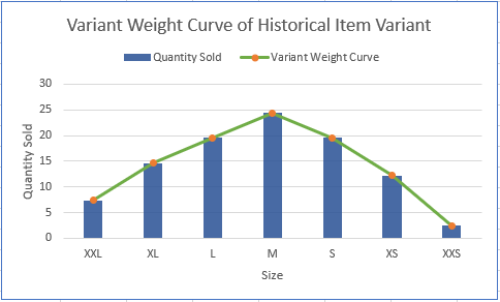 Variant Weight Curve of Historical Item Variant
Quantity Sold Variant Weight Curve
Quantity Sold
30
25
20
15
10
5
0
XXL XL L M S XS XXS
Size